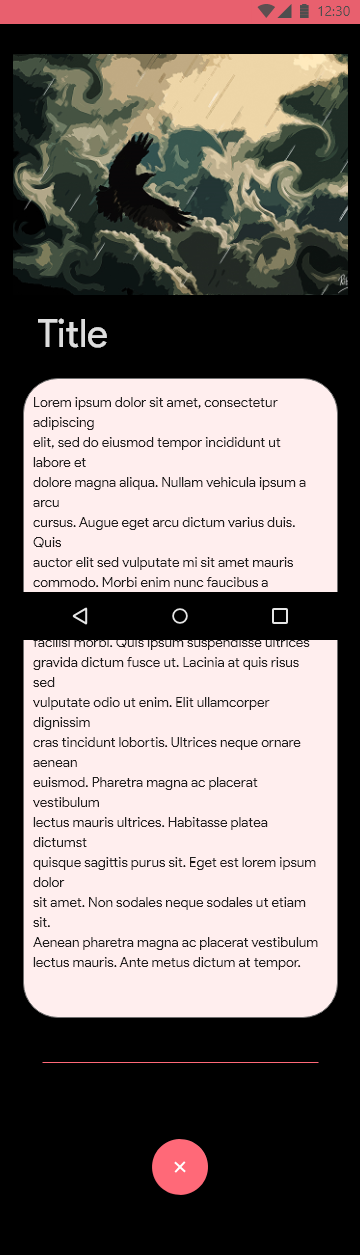 12:30
Title
Lorem ipsum dolor sit amet, consectetur
adipiscing
elit, sed do eiusmod tempor incididunt ut
labore et
dolore magna aliqua. Nullam vehicula ipsum a
arcu
cursus. Augue eget arcu dictum varius duis.
Quis
auctor elit sed vulputate mi sit amet mauris
commodo. Morbi enim nunc faucibus a
facilisi morbi. Quis ipsum suspendisse ultrices
gravida dictum fusce ut. Lacinia at quis risus
sed
vulputate odio ut enim. Elit ullamcorper
dignissim
cras tincidunt lobortis. Ultrices neque ornare
aenean
euismod. Pharetra magna ac placerat
vestibulum
lectus mauris ultrices. Habitasse platea
dictumst
quisque sagittis purus sit. Eget est lorem ipsum
dolor
sit amet. Non sodales neque sodales ut etiam
sit.
Aenean pharetra magna ac placerat vestibulum
lectus mauris. Ante metus dictum at tempor.